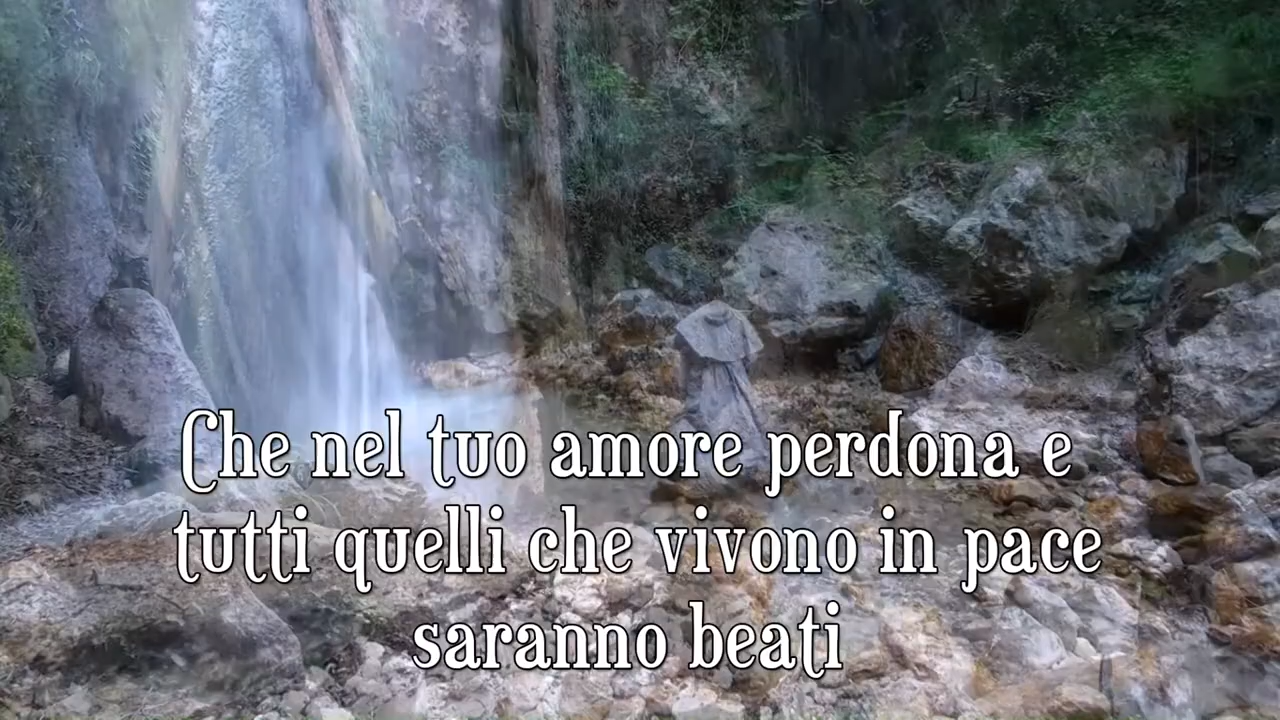 Che nel tuo amore perdona e
tutti quelli che vivono in pace
saranno beati